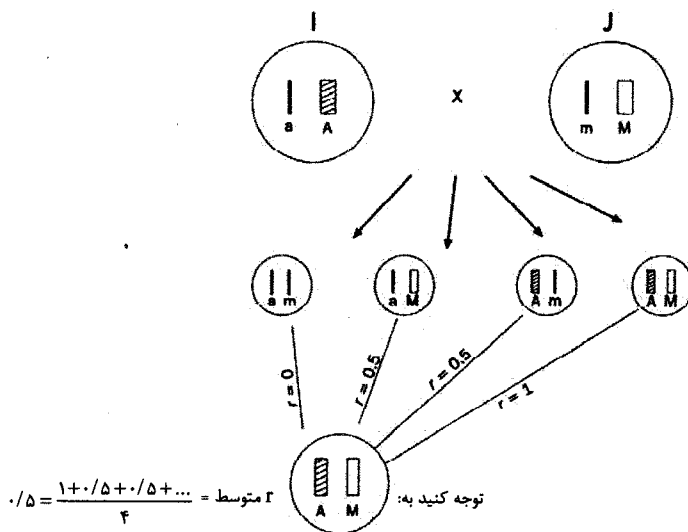 I J
a A x m M
a m a M A m A M
r = 0 r = 0.5 r = 0.5 r = 1
توجه کنید به: r متوسط = (۱+۰/۵+۰/۵+...)/۴ = ۰/۵
A M